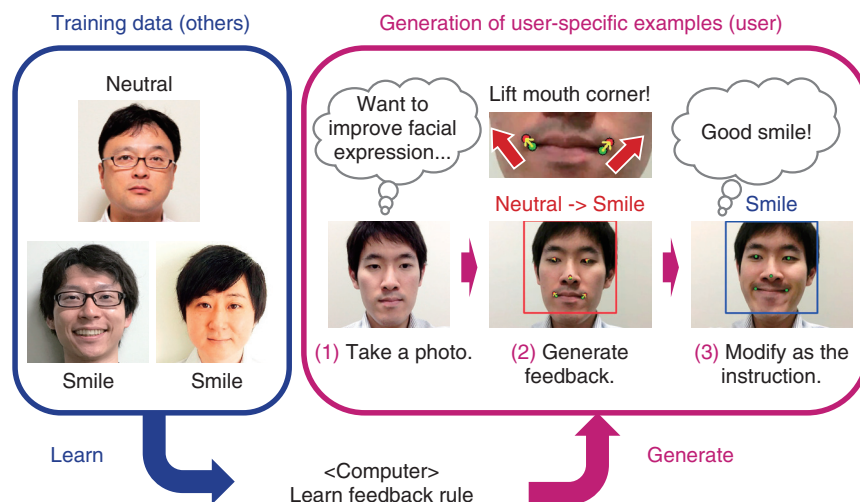 Training data (others)
Generation of user-specific examples (user)
Neutral
Smile
Smile
Want to
improve facial
expression...
Lift mouth corner!
Good smile!
Neutral -> Smile
Smile
(1) Take a photo.
(2) Generate
feedback.
(3) Modify as the
instruction.
Learn
<Computer>
Learn feedback rule
Generate